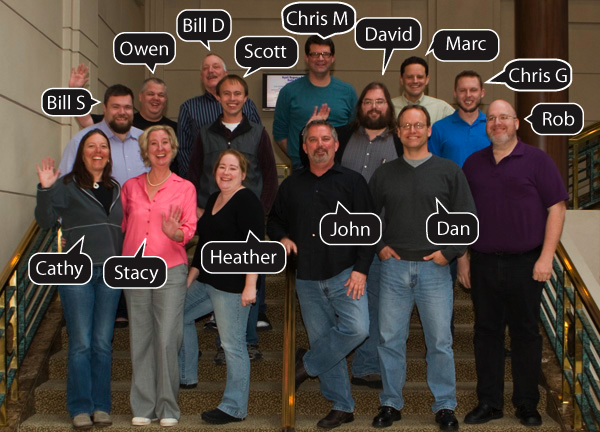 Chris M
Bill D
David
Marc
Owen
Scott
Chris G
Bill S
Rob
John
Dan
Heather
Cathy
Stacy